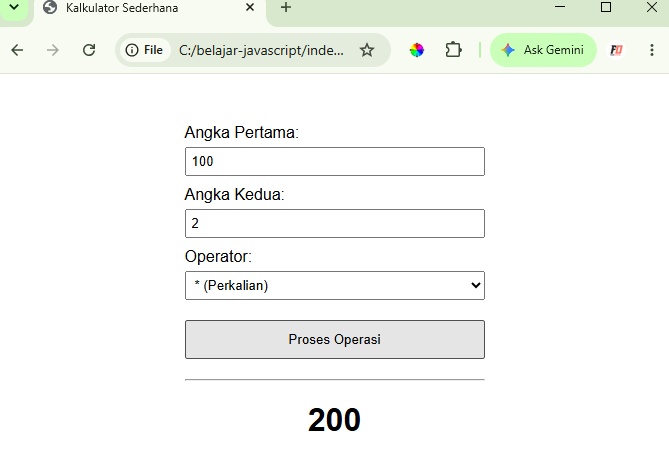 Kalkulator Sederhana
File C:/belajar-javascript/inde... Ask Gemini
Angka Pertama:
100
Angka Kedua:
2
Operator:
* (Perkalian)
Proses Operasi
200